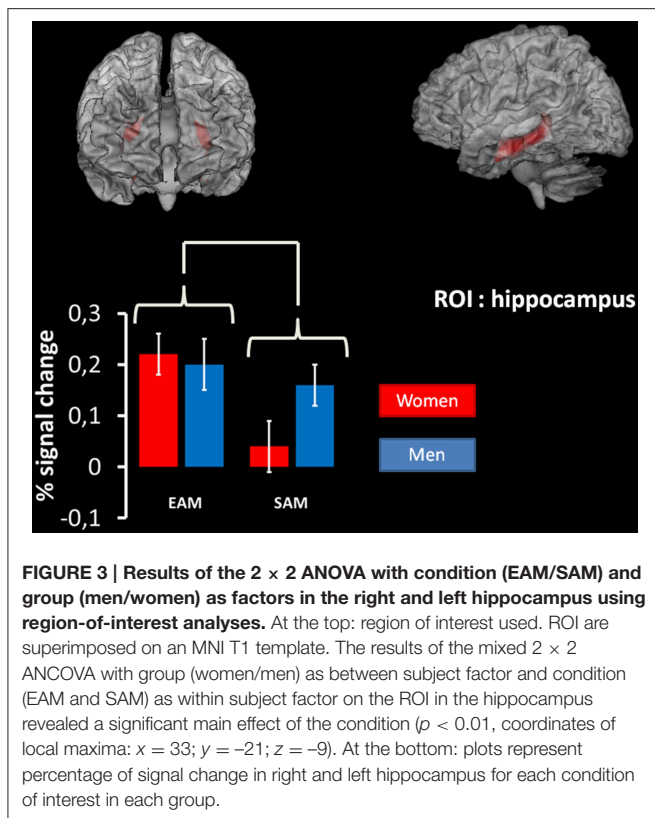 ROI : hippocampus
% signal change
0,3
0,2
0,1
0
-0,1
EAM
SAM
Women
Men
FIGURE 3 | Results of the 2 × 2 ANOVA with condition (EAM/SAM) and
group (men/women) as factors in the right and left hippocampus using
region-of-interest analyses. At the top: region of interest used. ROI are
superimposed on an MNI T1 template. The results of the mixed 2 × 2
ANCOVA with group (women/men) as between subject factor and condition
(EAM and SAM) as within subject factor on the ROI in the hippocampus
revealed a significant main effect of the condition (p < 0.01, coordinates of
local maxima: x = 33; y = –21; z = –9). At the bottom: plots represent
percentage of signal change in right and left hippocampus for each condition
of interest in each group.